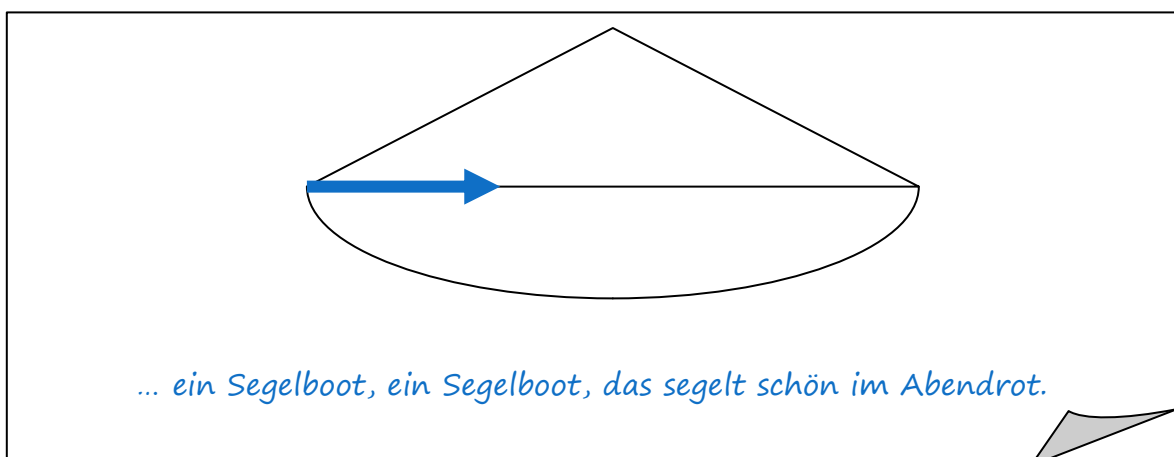 ... ein Segelboot, ein Segelboot, das segelt schön im Abendrot.